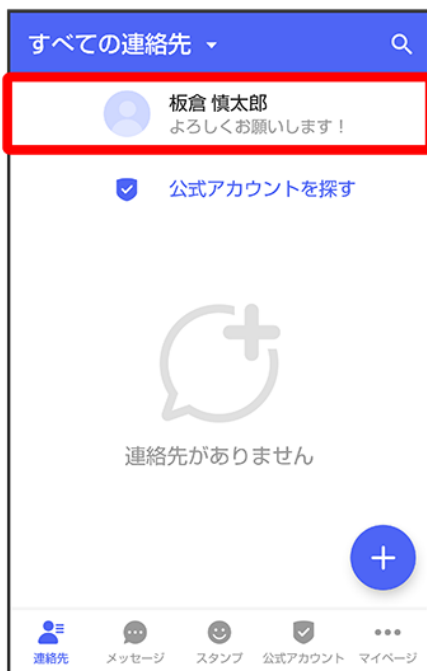 すべての連絡先
板倉 慎太郎
よろしくお願いします！
公式アカウントを探す
連絡先がありません
連絡先
メッセージ
スタンプ
公式アカウント
マイページ